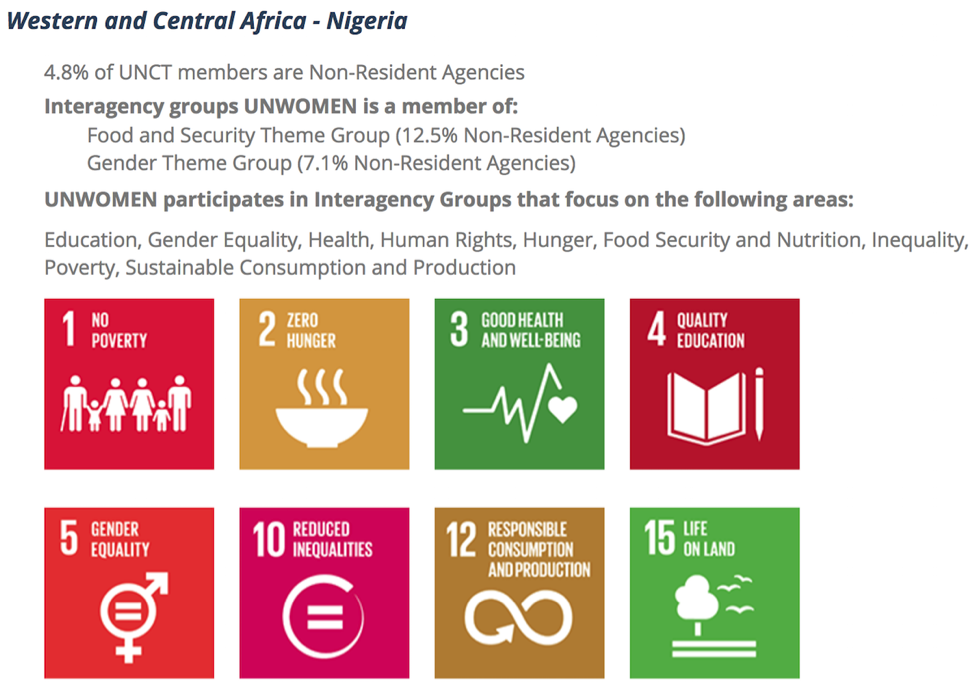 Western and Central Africa - Nigeria
4.8% of UNCT members are Non-Resident Agencies
Interagency groups UNWOMEN is a member of:
Food and Security Theme Group (12.5% Non-Resident Agencies)
Gender Theme Group (7.1% Non-Resident Agencies)
UNWOMEN participates in Interagency Groups that focus on the following areas:
Education, Gender Equality, Health, Human Rights, Hunger, Food Security and Nutrition, Inequality,
Poverty, Sustainable Consumption and Production
1 NO
POVERTY
2 ZERO
HUNGER
3 GOOD HEALTH
AND WELL-BEING
4 QUALITY
EDUCATION
5 GENDER
EQUALITY
10 REDUCED
INEQUALITIES
12 RESPONSIBLE
CONSUMPTION
AND PRODUCTION
15 LIFE
ON LAND